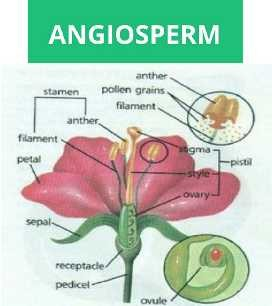 ANGIOSPERM
anther
pollen grains
filament
stamen
anther
filament
petal
stigma
style
pistil
ovary
sepal
receptacle
pedicel
ovule